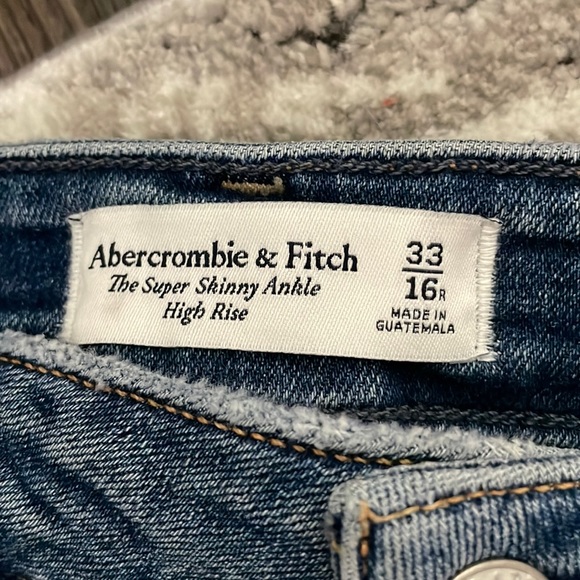 Abercrombie & Fitch
The Super Skinny Ankle
High Rise
33
16R
MADE IN
GUATEMALA